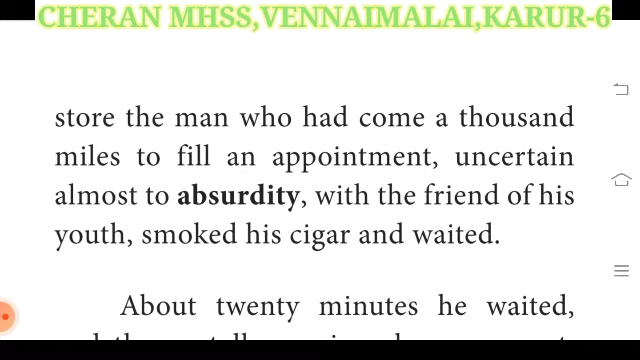 CHERAN MHSS,VENNAIMALAI,KARUR-6
store the man who had come a thousand
miles to fill an appointment, uncertain
almost to absurdity, with the friend of his
youth, smoked his cigar and waited.
About twenty minutes he waited,